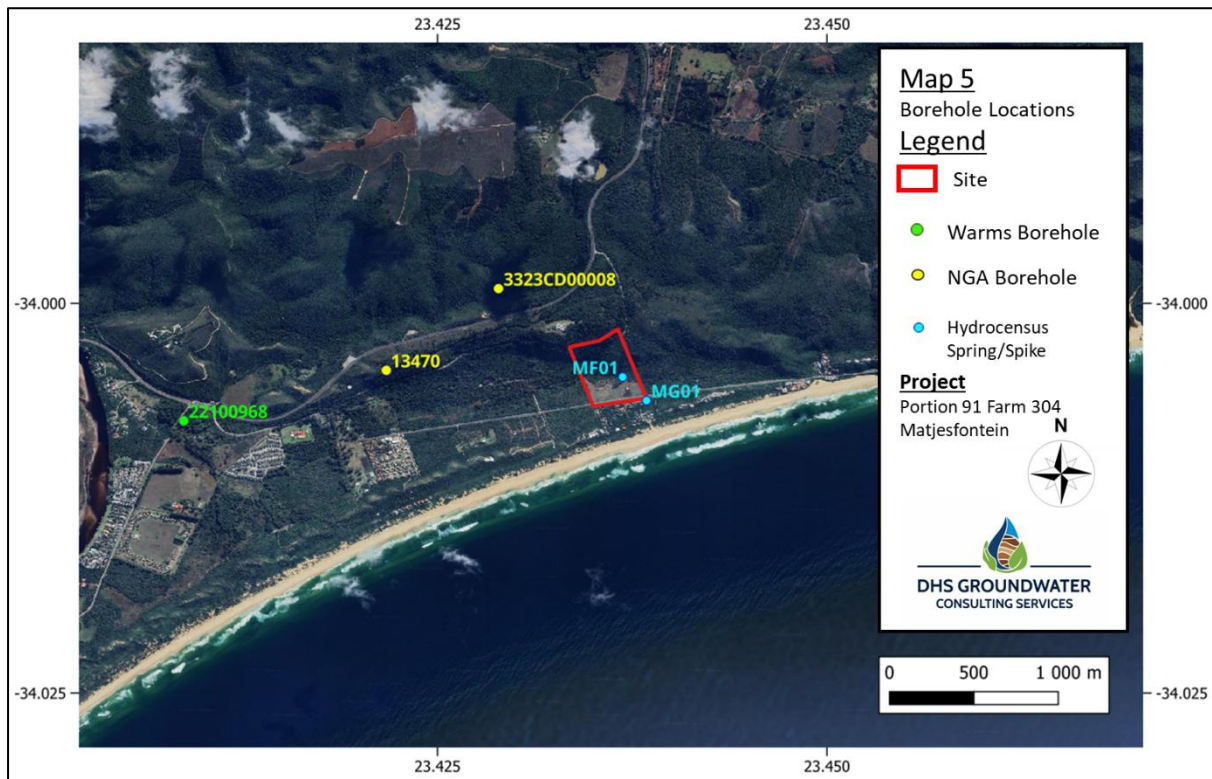 23.425
23.450
Map 5
Borehole Locations
Legend
Site
Warms Borehole
NGA Borehole
Hydrocensus
Spring/Spike
Project
Portion 91 Farm 304
Matjesfontein
N
DHS GROUNDWATER
CONSULTING SERVICES
-34.000
-34.000
3323CD00008
13470
MF01
MG01
22100968
0 500 1 000 m
-34.025
-34.025
23.425
23.450